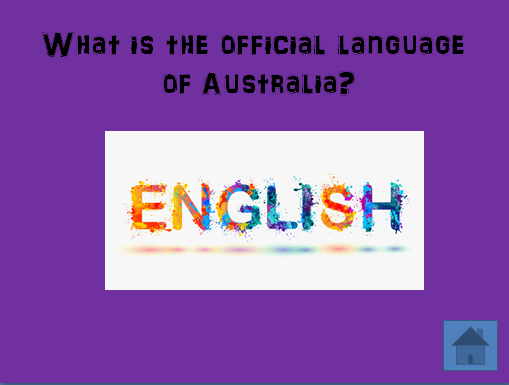 What is the official language
of Australia?
ENGLISH